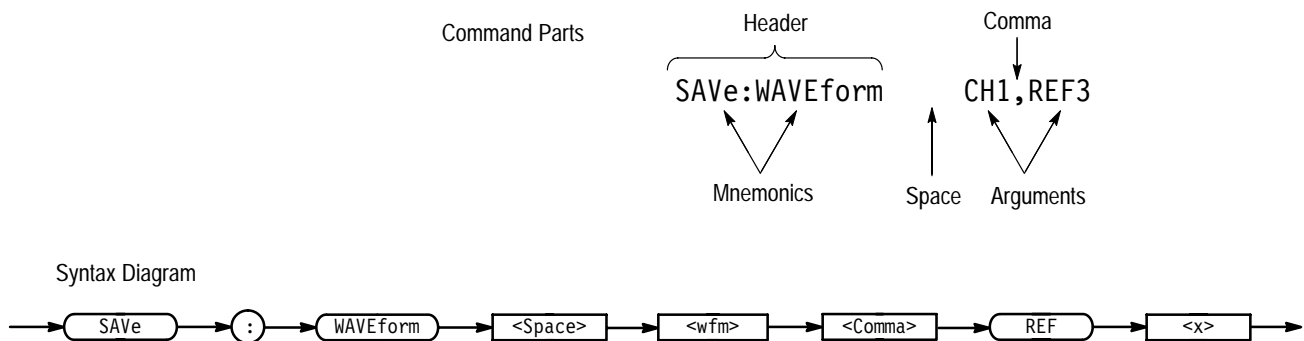 Command Parts Header Comma
SAVe:WAVEform CH1,REF3
Mnemonics Space Arguments
Syntax Diagram
SAVe : WAVEform <Space> <wfm> <Comma> REF <x>